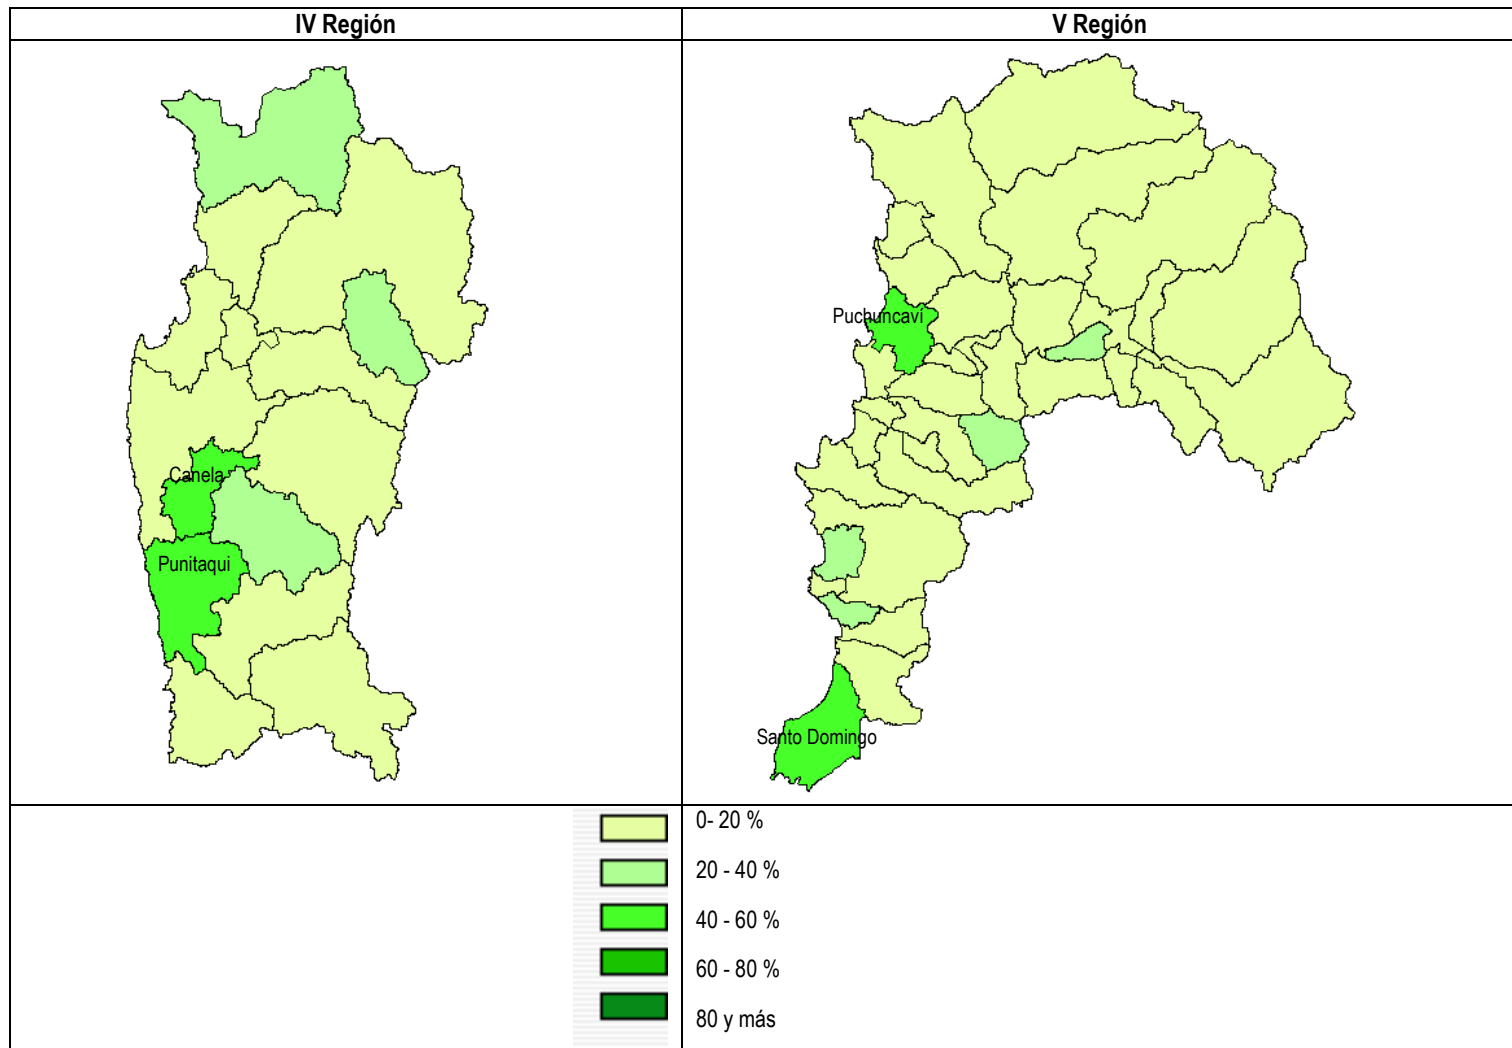 IV Región
V Región
Puchuncaví
Canela
Punitaqui
Santo Domingo
0- 20 %
20 - 40 %
40 - 60 %
60 - 80 %
80 y más